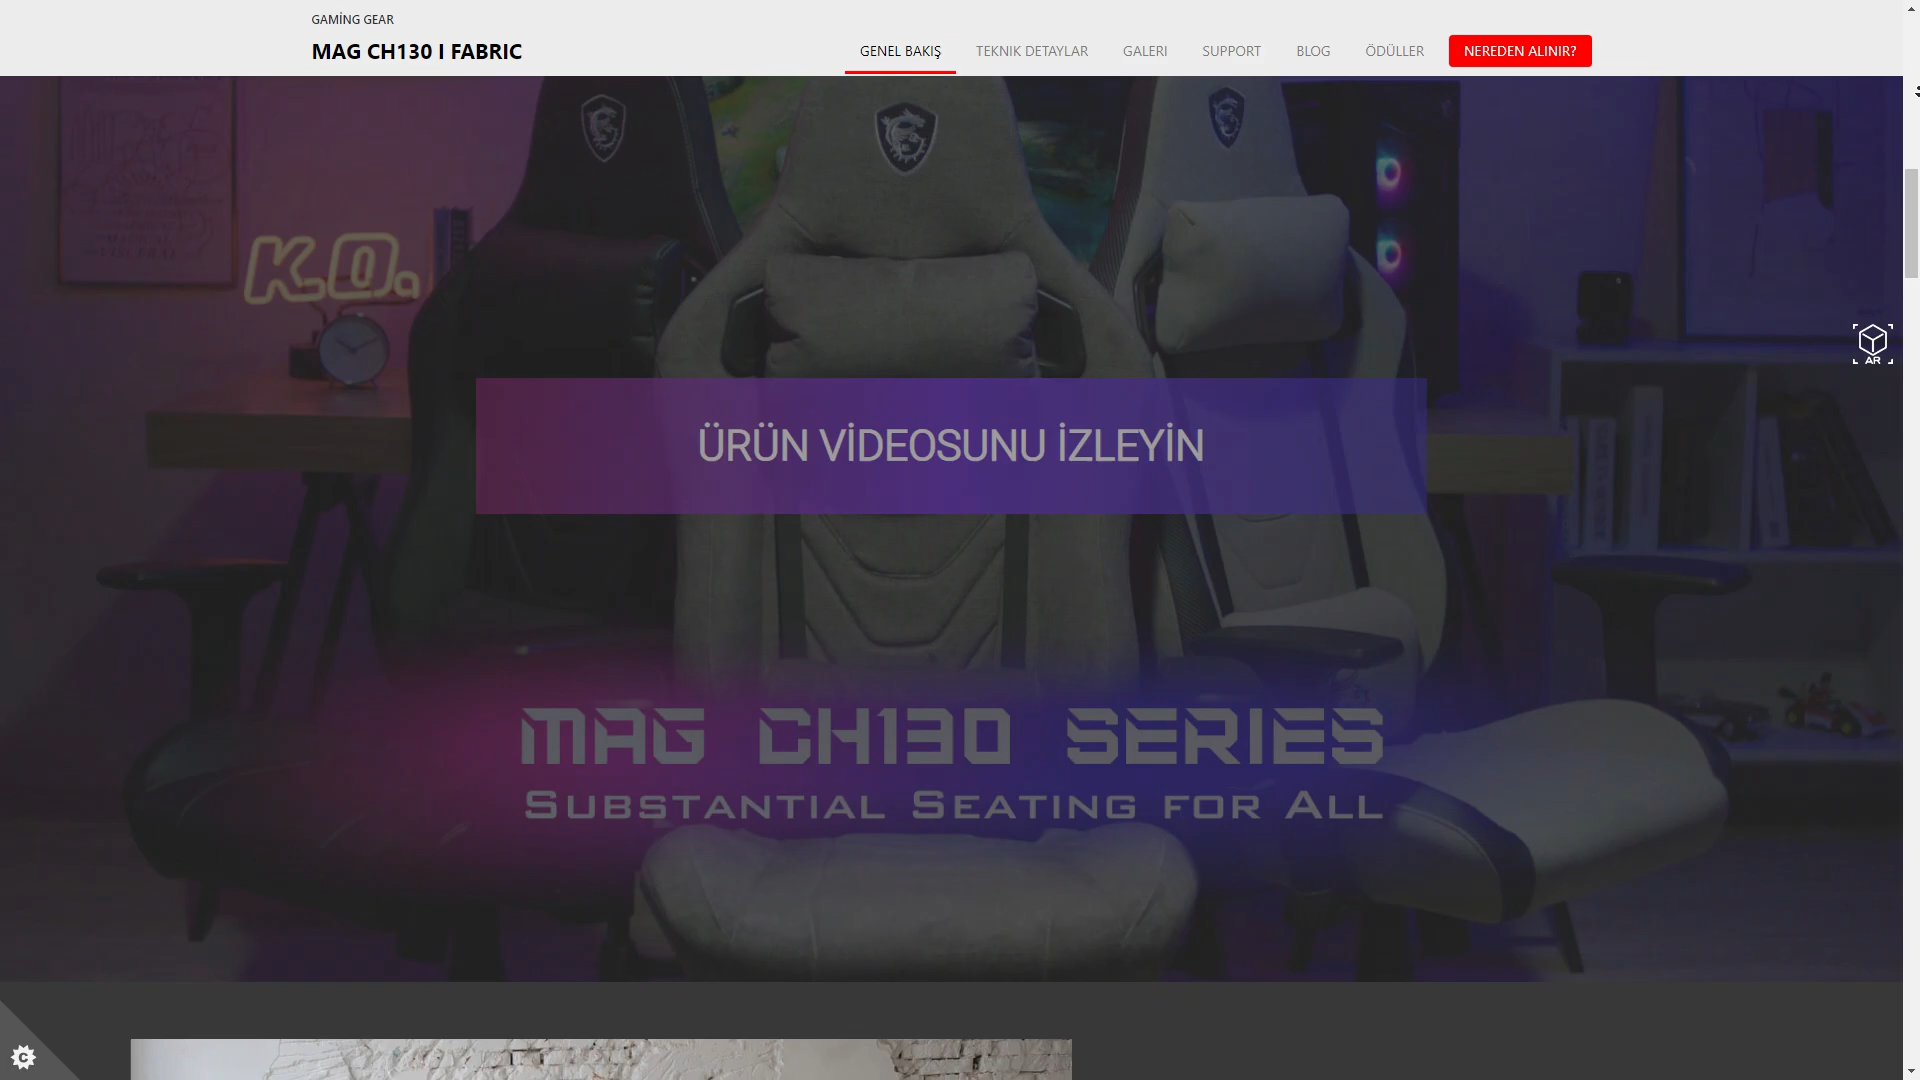 GAMİNG GEAR
MAG CH130 I FABRIC
GENEL BAKIŞ
TEKNIK DETAYLAR
GALERI
SUPPORT
BLOG
ÖDÜLLER
NEREDEN ALINIR?
K.O.
AR
ÜRÜN VİDEOSUNU İZLEYİN
MAG CH130 SERIES
SUBSTANTIAL SEATING FOR ALL
C